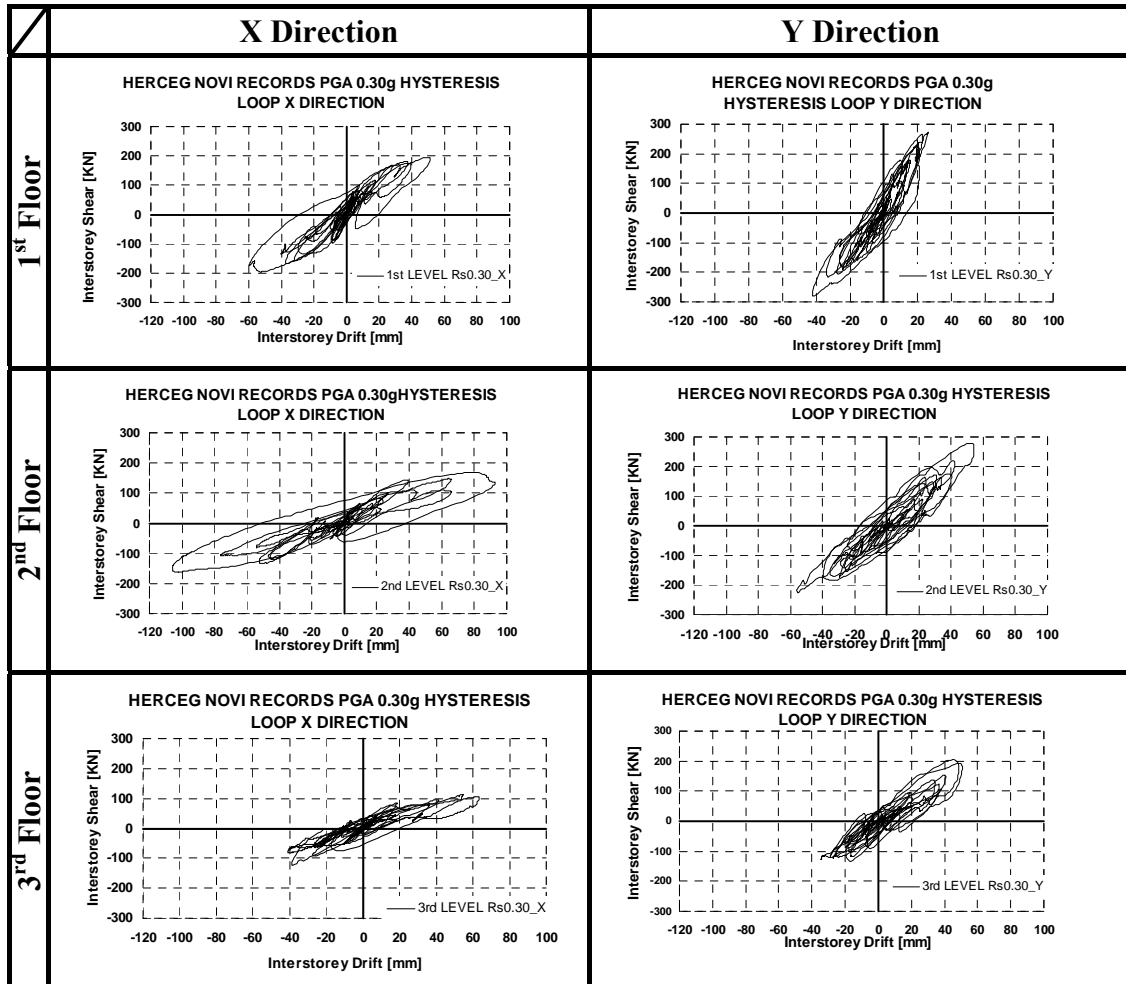 X Direction
Y Direction
1st Floor
HERCEG NOVI RECORDS PGA 0.30g HYSTERESIS
LOOP X DIRECTION
Interstorey Shear [KN]
300
200
100
0
-100
-200
-300
1st LEVEL Rs0.30_X
-120 -100 -80 -60 -40 -20 0 20 40 60 80 100
Interstorey Drift [mm]
HERCEG NOVI RECORDS PGA 0.30g
HYSTERESIS LOOP Y DIRECTION
Interstorey Shear [KN]
300
200
100
0
-100
-200
-300
1st LEVEL Rs0.30_Y
-120 -100 -80 -60 -40 -20 0 20 40 60 80 100
Interstorey Drift [mm]
2nd Floor
HERCEG NOVI RECORDS PGA 0.30gHYSTERESIS
LOOP X DIRECTION
Interstorey Shear [KN]
300
200
100
0
-100
-200
-300
2nd LEVEL Rs0.30_X
-120 -100 -80 -60 -40 -20 0 20 40 60 80 100
Interstorey Drift [mm]
HERCEG NOVI RECORDS PGA 0.30g HYSTERESIS
LOOP Y DIRECTION
Interstorey Shear [KN]
300
200
100
0
-100
-200
-300
2nd LEVEL Rs0.30_Y
-120 -100 -80 -60 -40 -20 0 20 40 60 80 100
Interstorey Drift [mm]
3rd Floor
HERCEG NOVI RECORDS PGA 0.30g HYSTERESIS
LOOP X DIRECTION
Interstorey Shear [KN]
300
200
100
0
-100
-200
-300
3rd LEVEL Rs0.30_X
-120 -100 -80 -60 -40 -20 0 20 40 60 80 100
Interstorey Drift [mm]
HERCEG NOVI RECORDS PGA 0.30g HYSTERESIS
LOOP Y DIRECTION
Interstorey Shear [KN]
300
200
100
0
-100
-200
-300
3rd LEVEL Rs0.30_Y
-120 -100 -80 -60 -40 -20 0 20 40 60 80 100
Interstorey Drift [mm]